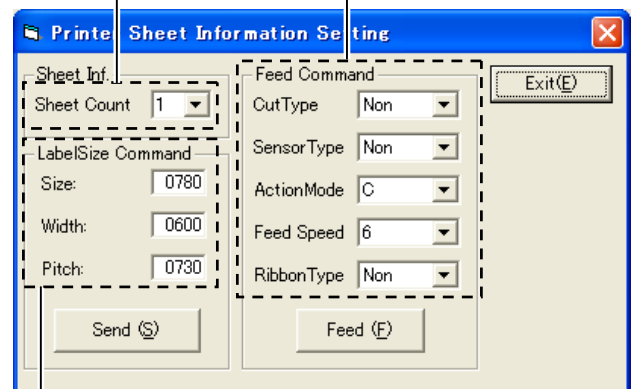 Printer Sheet Information Setting
Sheet Inf.
Sheet Count 1
LabelSize Command
Size: 0780
Width: 0600
Pitch: 0730
Send (S)
Feed Command
CutType Non
SensorType Non
ActionMode C
Feed Speed 6
RibbonType Non
Feed (F)
Exit(E)